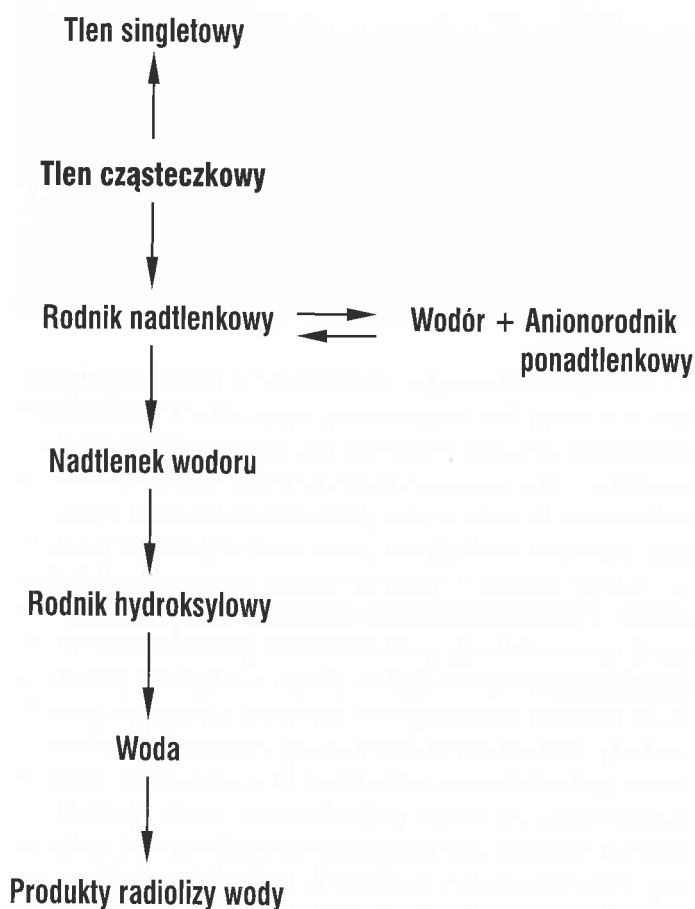 Tlen singletowy
Tlen cząsteczkowy
Rodnik nadtlenkowy
Wodór + Anionorodnik
ponadtlenkowy
Nadtlenek wodoru
Rodnik hydroksylowy
Woda
Produkty radiolizy wody